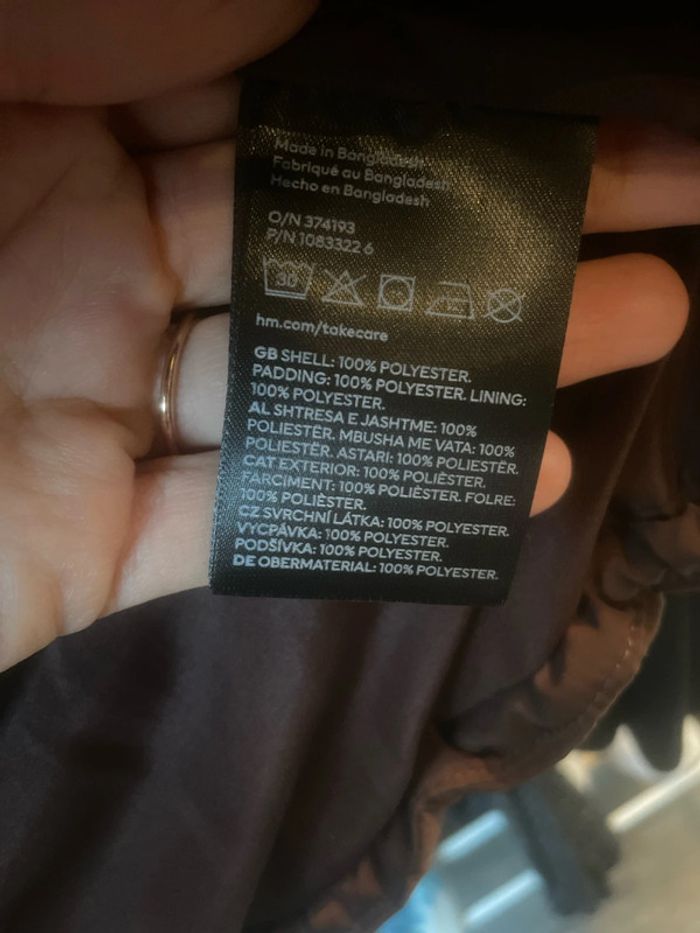 Made in Bangladesh
Fabriqué au Bangladesh
Hecho en Bangladesh
O/N 374193
P/N 1083322 6
30
hm.com/takecare
GB SHELL: 100% POLYESTER.
PADDING: 100% POLYESTER. LINING:
100% POLYESTER.
AL SHTRESA E JASHTME: 100%
POLIESTËR. MBUSHA ME VATA: 100%
POLIESTËR. ASTARI: 100% POLIESTËR.
CAT EXTERIOR: 100% POLIÈSTER.
FARCIMENT: 100% POLIÈSTER. FOLRE:
100% POLIÈSTER.
CZ SVRCHNÍ LÁTKA: 100% POLYESTER.
VYCPÁVKA: 100% POLYESTER.
PODŠÍVKA: 100% POLYESTER.
DE OBERMATERIAL: 100% POLYESTER.